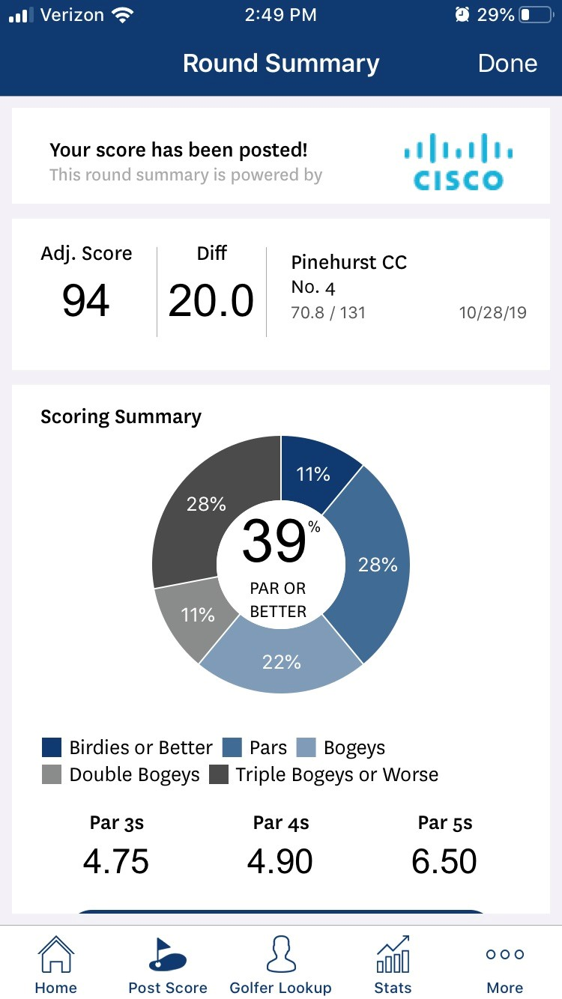 Verizon 2:49 PM 29%
Round Summary Done
Your score has been posted!
This round summary is powered by
CISCO
Adj. Score Diff
94 20.0
Pinehurst CC
No. 4
70.8 / 131 10/28/19
Scoring Summary
11%
28%
28%
39%
PAR OR
BETTER
11%
22%
Birdies or Better Pars Bogeys
Double Bogeys Triple Bogeys or Worse
Par 3s Par 4s Par 5s
4.75 4.90 6.50
Home Post Score Golfer Lookup Stats More